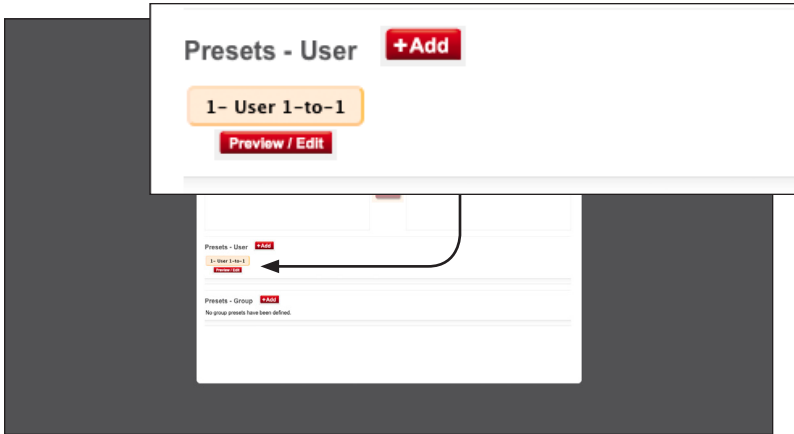 Presets - User +Add
1- User 1-to-1
Preview / Edit
Presets - User +Add
1- User 1-to-1
Preview / Edit
Presets - Group +Add
No group presets have been defined.